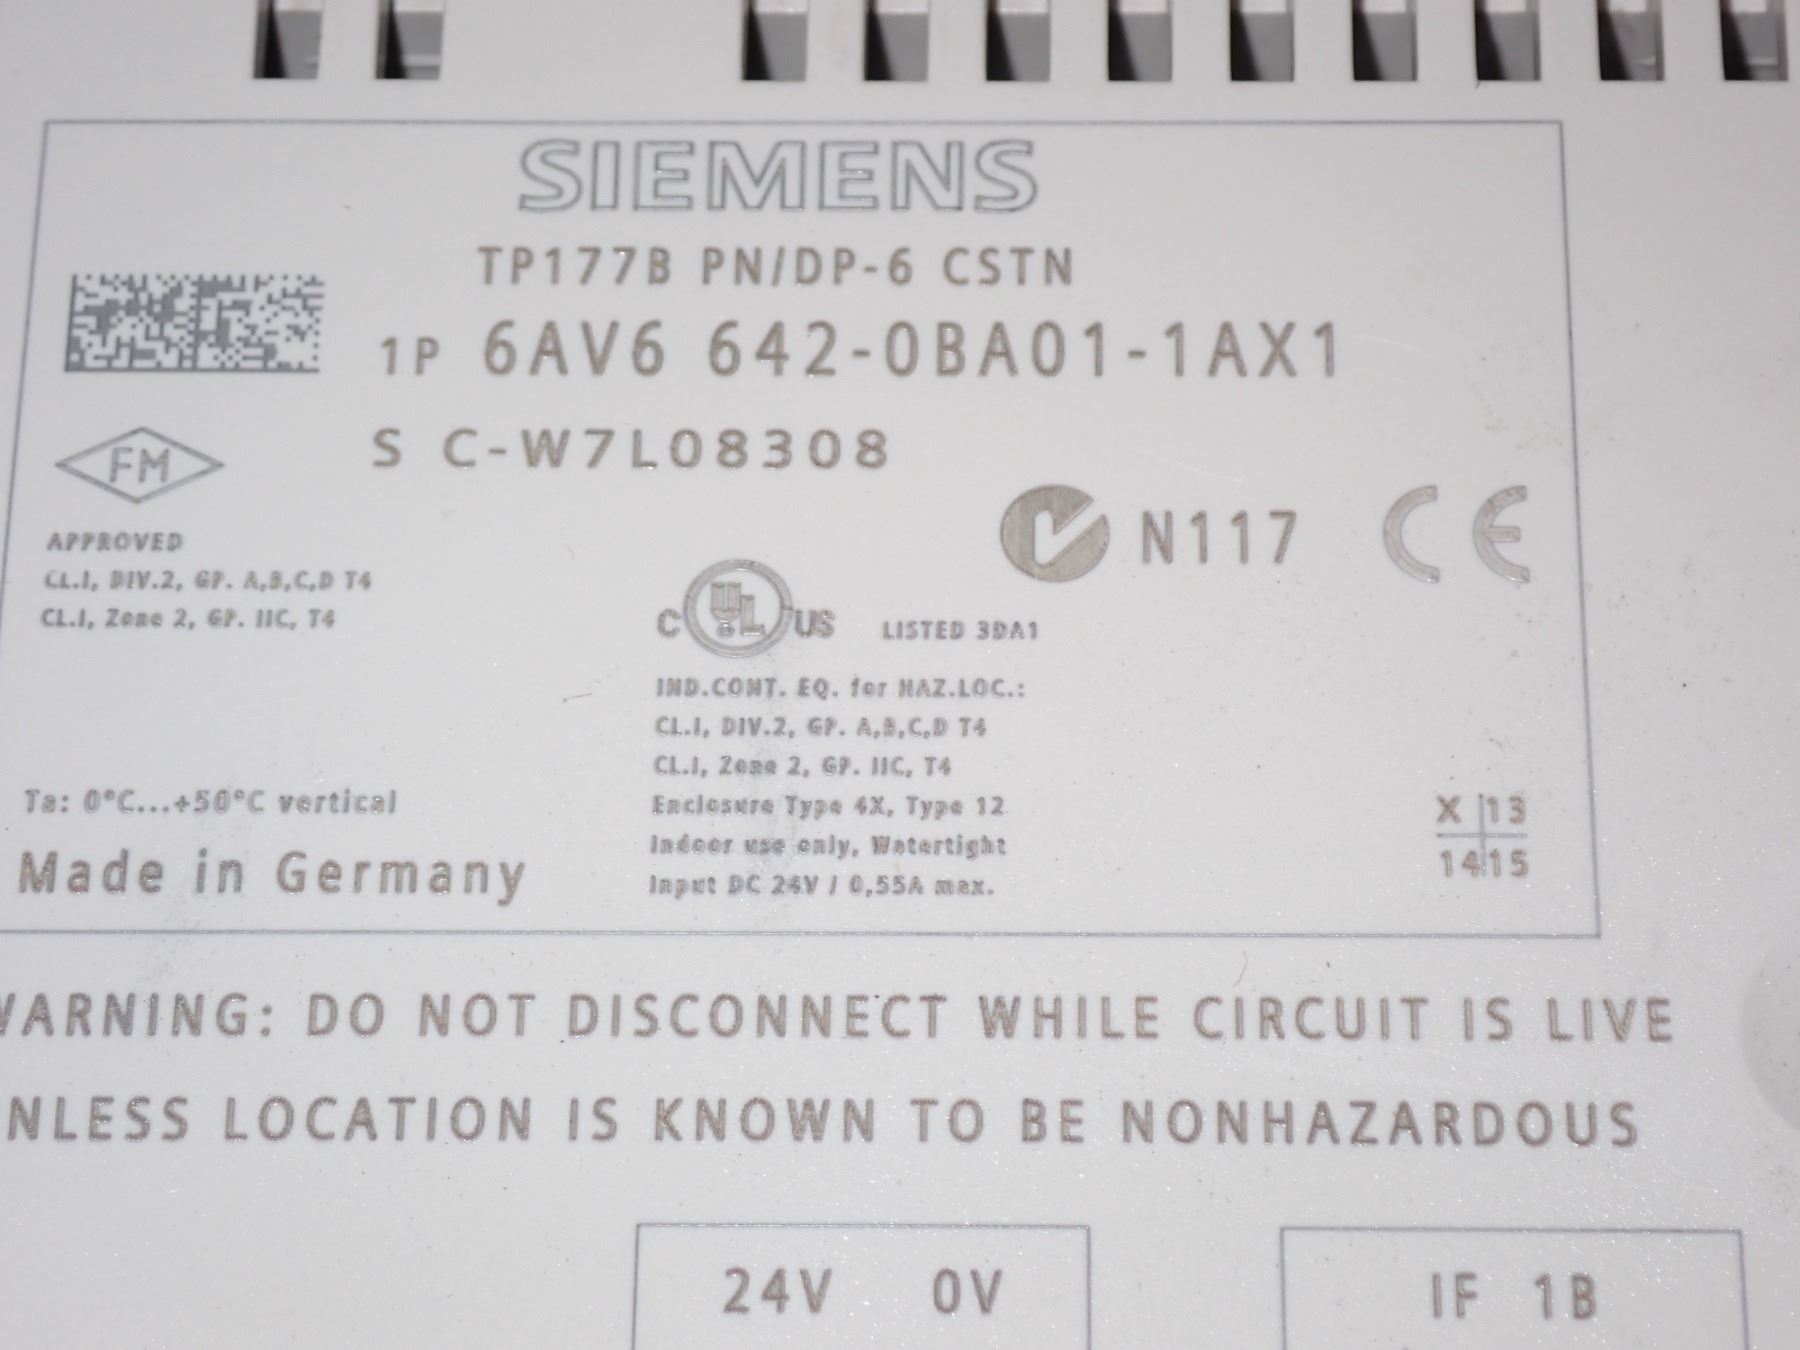 SIEMENS
TP177B PN/DP-6 CSTN
1P 6AV6 642-0BA01-1AX1
S C-W7L08308
FM
APPROVED
CL.I, DIV.2, GP. A,B,C,D T4
CL.I, Zone 2, GP. IIC, T4
N117 CE
C UL US LISTED 3DA1
IND.CONT. EQ. for HAZ.LOC.:
CL.I, DIV.2, GP. A,B,C,D T4
CL.I, Zone 2, GP. IIC, T4
Enclosure Type 4X, Type 12
Indoor use only, Watertight
Input DC 24V / 0,55A max.
Ta: 0°C...+50°C vertical
Made in Germany
X 13
14 15
WARNING: DO NOT DISCONNECT WHILE CIRCUIT IS LIVE
NLESS LOCATION IS KNOWN TO BE NONHAZARDOUS
24V 0V
IF 1B